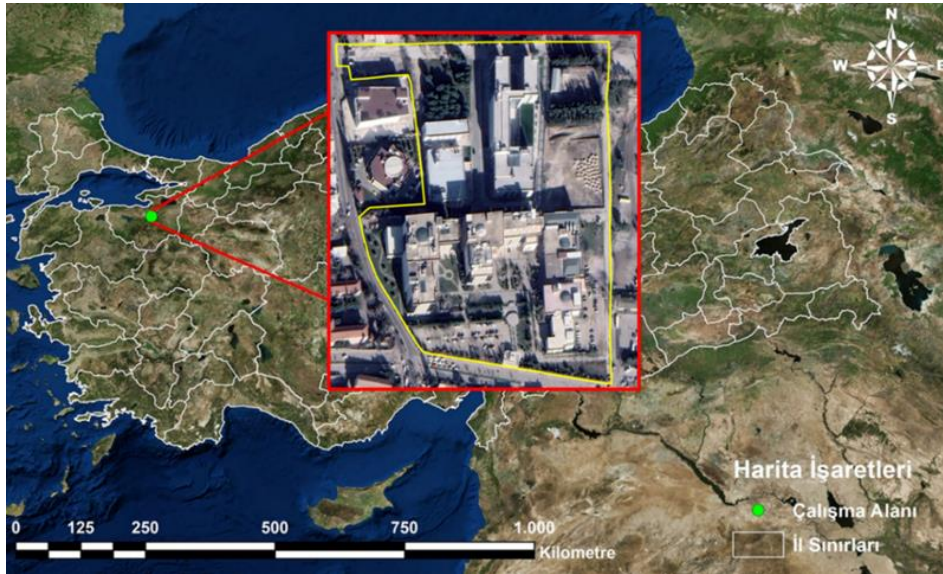 N
W E
S
Harita İşaretleri
Çalışma Alanı
İl Sınırları
0 125 250 500 750 1.000
Kilometre